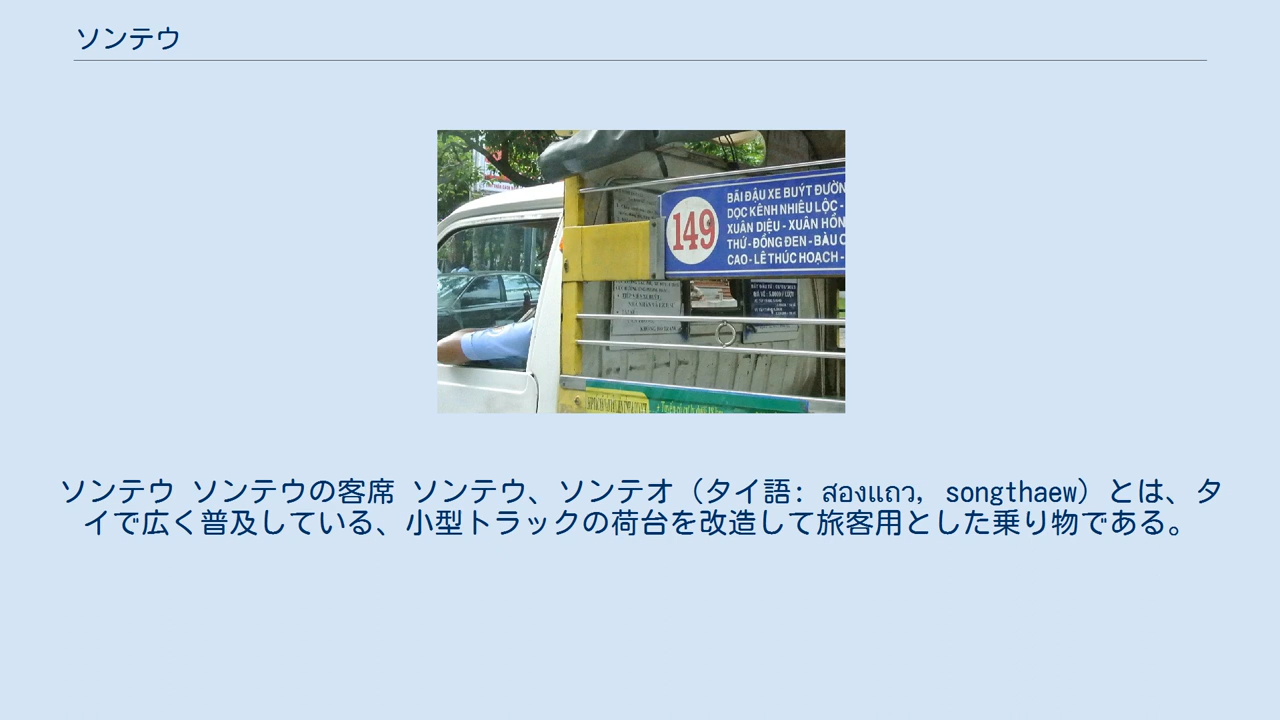 ソンテウ
149
BÃI ĐẬU XE BUÝT ĐƯỜN
DỌC KÊNH NHIÊU LỘC -
XUÂN DIỆU - XUÂN HỒN
THỨ - ĐỒNG ĐEN - BÀU C
CAO - LÊ THÚC HOẠCH -
ソンテウ ソンテウの客席 ソンテウ、ソンテオ（タイ語: สองแถว, songthaew）とは、タ
イで広く普及している、小型トラックの荷台を改造して旅客用とした乗り物である。